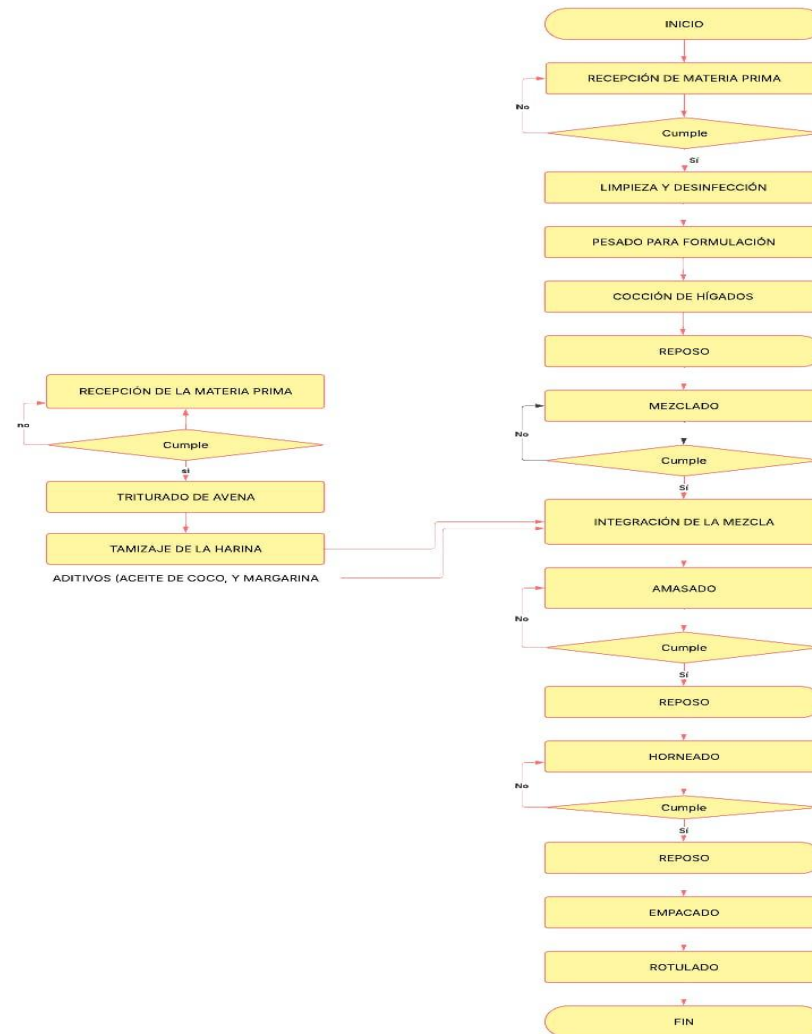 INICIO
RECEPCIÓN DE MATERIA PRIMA
No
Cumple
Sí
LIMPIEZA Y DESINFECCIÓN
PESADO PARA FORMULACIÓN
COCCIÓN DE HÍGADOS
REPOSO
MEZCLADO
No
Cumple
Sí
RECEPCIÓN DE LA MATERIA PRIMA
no
Cumple
si
TRITURADO DE AVENA
TAMIZAJE DE LA HARINA
ADITIVOS (ACEITE DE COCO, Y MARGARINA
INTEGRACIÓN DE LA MEZCLA
AMASADO
No
Cumple
Sí
REPOSO
HORNEADO
No
Cumple
Sí
REPOSO
EMPACADO
ROTULADO
FIN